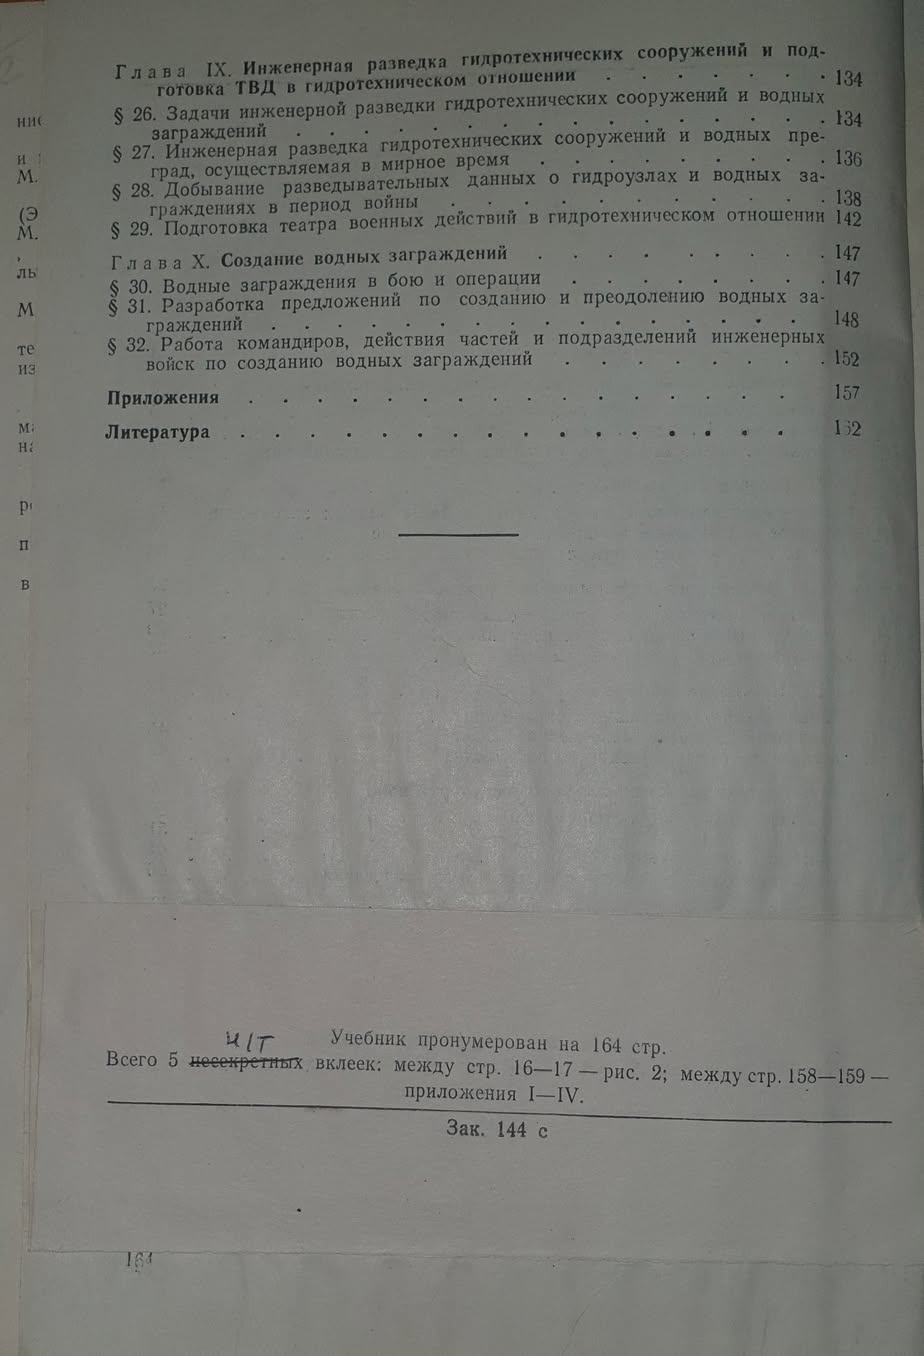 Глава IX. Инженерная разведка гидротехнических сооружений и под-
готовка ТВД в гидротехническом отношении . . . . . . . 134
§ 26. Задачи инженерной разведки гидротехнических сооружений и водных
заграждений . . . . . . . . . . . . . . . . 134
§ 27. Инженерная разведка гидротехнических сооружений и водных пре-
град, осуществляемая в мирное время . . . . . . . . . 136
§ 28. Добывание разведывательных данных о гидроузлах и водных за-
граждениях в период войны . . . . . . . . . . . . 138
§ 29. Подготовка театра военных действий в гидротехническом отношении 142
Глава X. Создание водных заграждений . . . . . . . . . 147
§ 30. Водные заграждения в бою и операции . . . . . . . . 147
§ 31. Разработка предложений по созданию и преодолению водных за-
граждений . . . . . . . . . . . . . . . . 148
§ 32. Работа командиров, действия частей и подразделений инженерных
войск по созданию водных заграждений . . . . . . . . 152
Приложения . . . . . . . . . . . . . . . . 157
Литература . . . . . . . . . . . . . . . .
ни
и
М.
(Э
М.
,
ль
М
те
из
п
в
ч/т Учебник пронумерован на 164 стр.
Всего 5 несекретных вклеек: между стр. 16—17 — рис. 2; между стр. 158—159 —
приложения I—IV.
Зак. 144 с
164